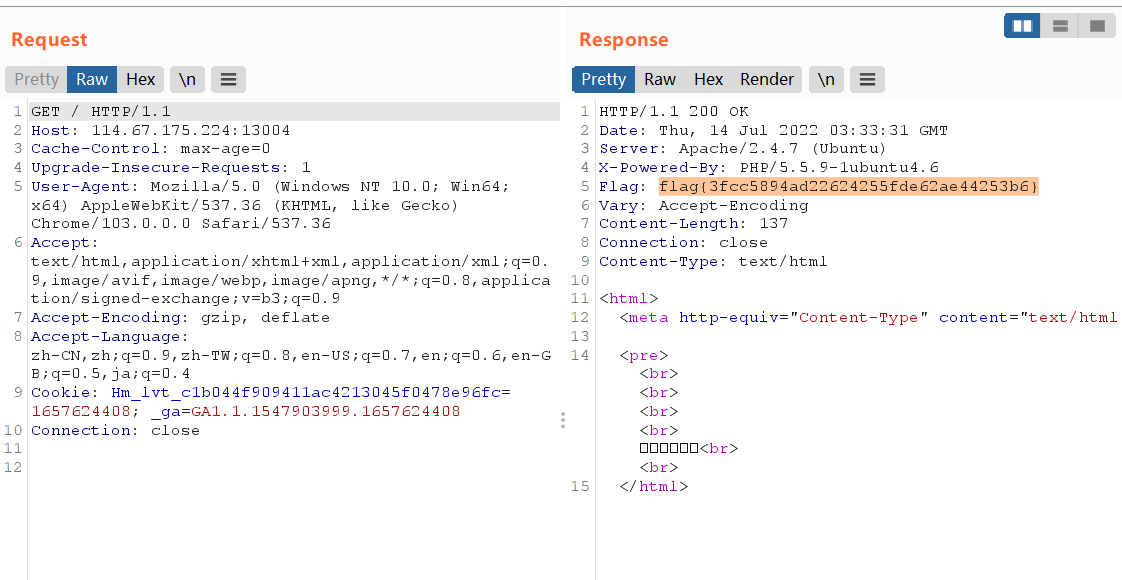 Request
Pretty Raw Hex \n
1 GET / HTTP/1.1
2 Host: 114.67.175.224:13004
3 Cache-Control: max-age=0
4 Upgrade-Insecure-Requests: 1
5 User-Agent: Mozilla/5.0 (Windows NT 10.0; Win64;
x64) AppleWebKit/537.36 (KHTML, like Gecko)
Chrome/103.0.0.0 Safari/537.36
6 Accept:
text/html,application/xhtml+xml,application/xml;q=0.
9,image/avif,image/webp,image/apng,*/*;q=0.8,applica
tion/signed-exchange;v=b3;q=0.9
7 Accept-Encoding: gzip, deflate
8 Accept-Language:
zh-CN,zh;q=0.9,zh-TW;q=0.8,en-US;q=0.7,en;q=0.6,en-G
B;q=0.5,ja;q=0.4
9 Cookie: Hm_lvt_c1b044f909411ac4213045f0478e96fc=
1657624408; _ga=GA1.1.1547903999.1657624408
10 Connection: close
11
12
Response
Pretty Raw Hex Render \n
1 HTTP/1.1 200 OK
2 Date: Thu, 14 Jul 2022 03:33:31 GMT
3 Server: Apache/2.4.7 (Ubuntu)
4 X-Powered-By: PHP/5.5.9-1ubuntu4.6
5 Flag: flag{3fcc5894ad22624255fde62ae44253b6}
6 Vary: Accept-Encoding
7 Content-Length: 137
8 Connection: close
9 Content-Type: text/html
10
11 <html>
12 <meta http-equiv="Content-Type" content="text/html
13
14 <pre>
<br>
<br>
<br>
<br>
□□□□□□<br>
<br>
15 </html>